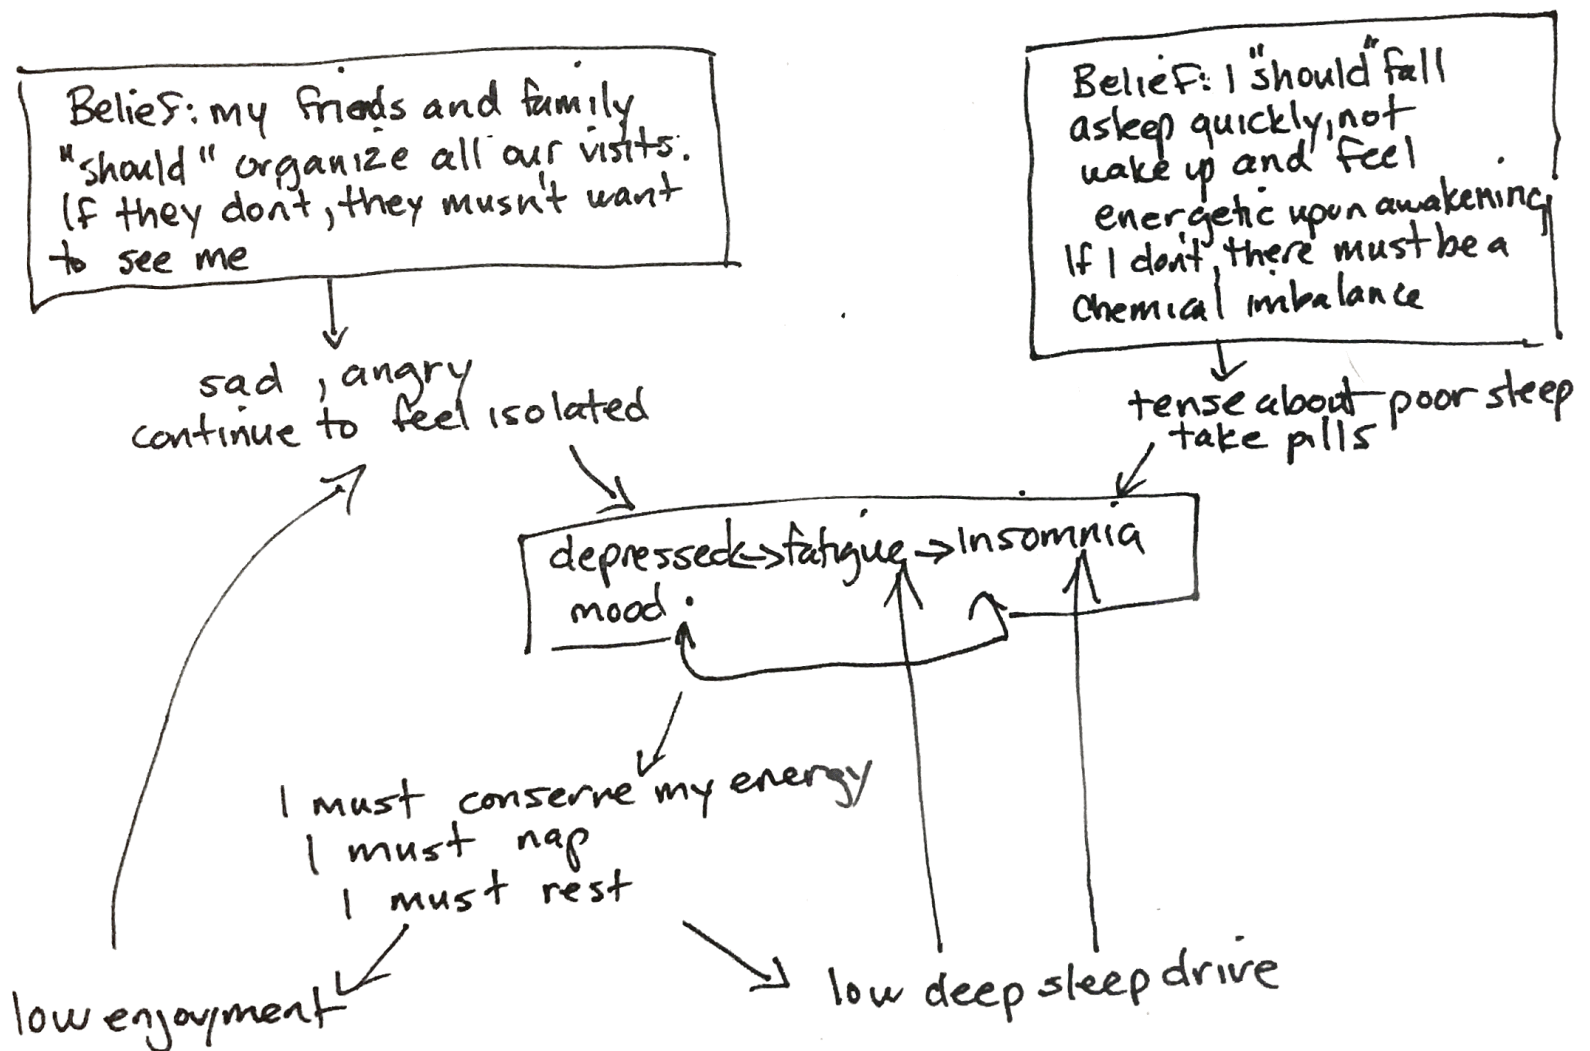 Belief: my frieds and family
"should" organize all our visits.
If they dont, they musn't want
to see me
Belief: I "should" fall
asleep quickly, not
wake up and feel
energetic upon awakening
If I don't, there must be a
chemical imbalance
sad, angry
continue to feel isolated
tense about poor sleep
take pills
depressed <-> fatigue -> Insomnia
mood
I must conserve my energy
I must nap
I must rest
low enjoyment
low deep sleep drive